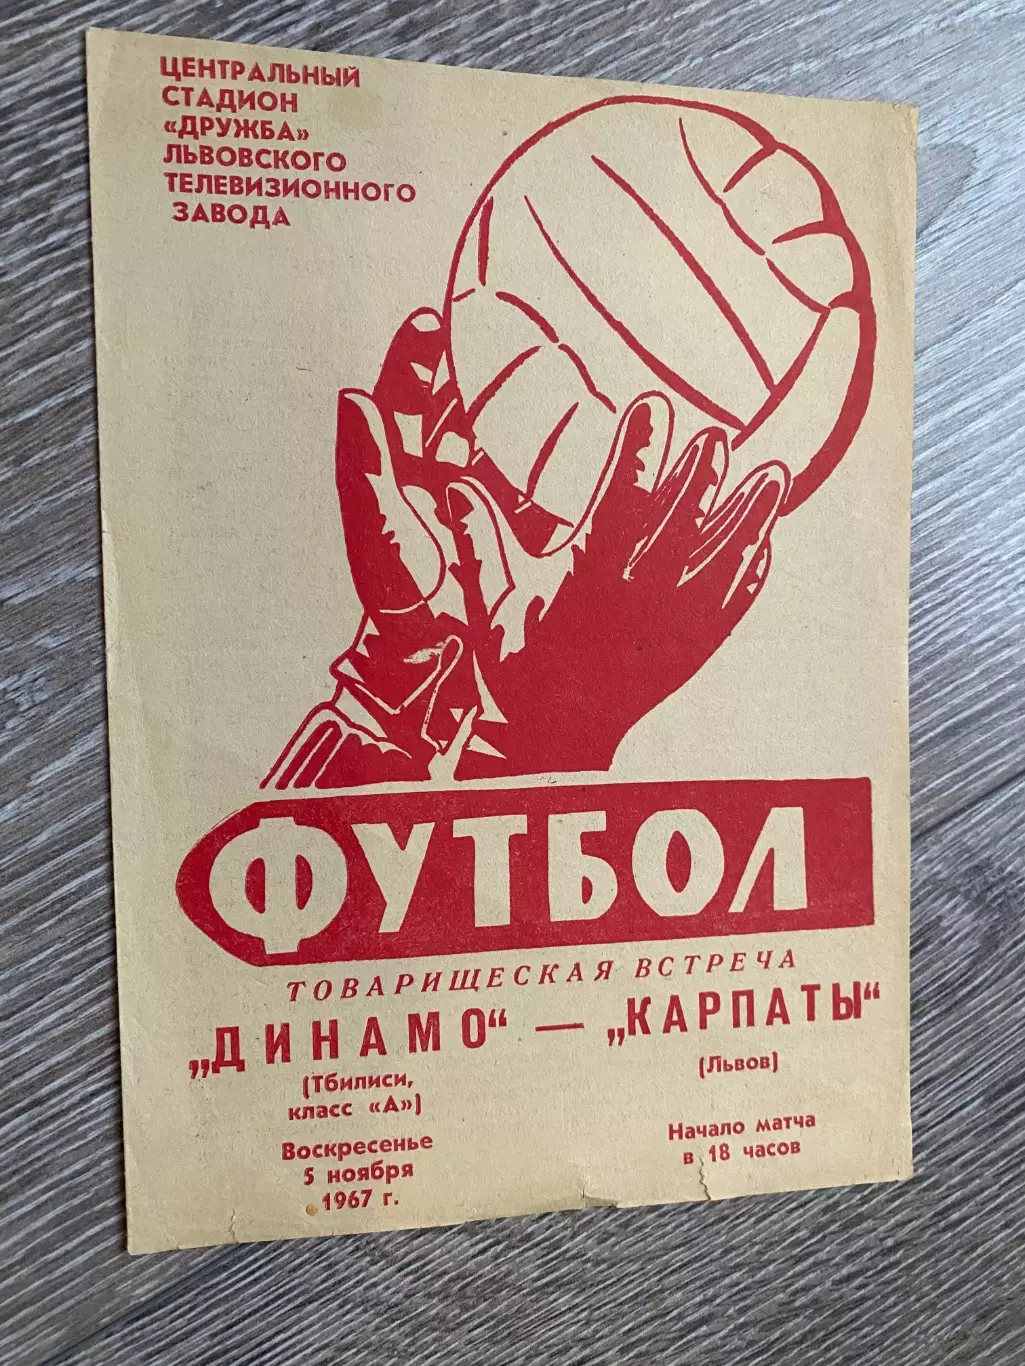 ЦЕНТРАЛЬНЫЙ
СТАДИОН
«ДРУЖБА»
ЛЬВОВСКОГО
ТЕЛЕВИЗИОННОГО
ЗАВОДА
ФУТБОЛ
ТОВАРИЩЕСКАЯ ВСТРЕЧА
„ДИНАМО“ — „КАРПАТЫ“
(Тбилиси,
класс «А»)
(Львов)
Воскресенье
5 ноября
1967 г.
Начало матча
в 18 часов